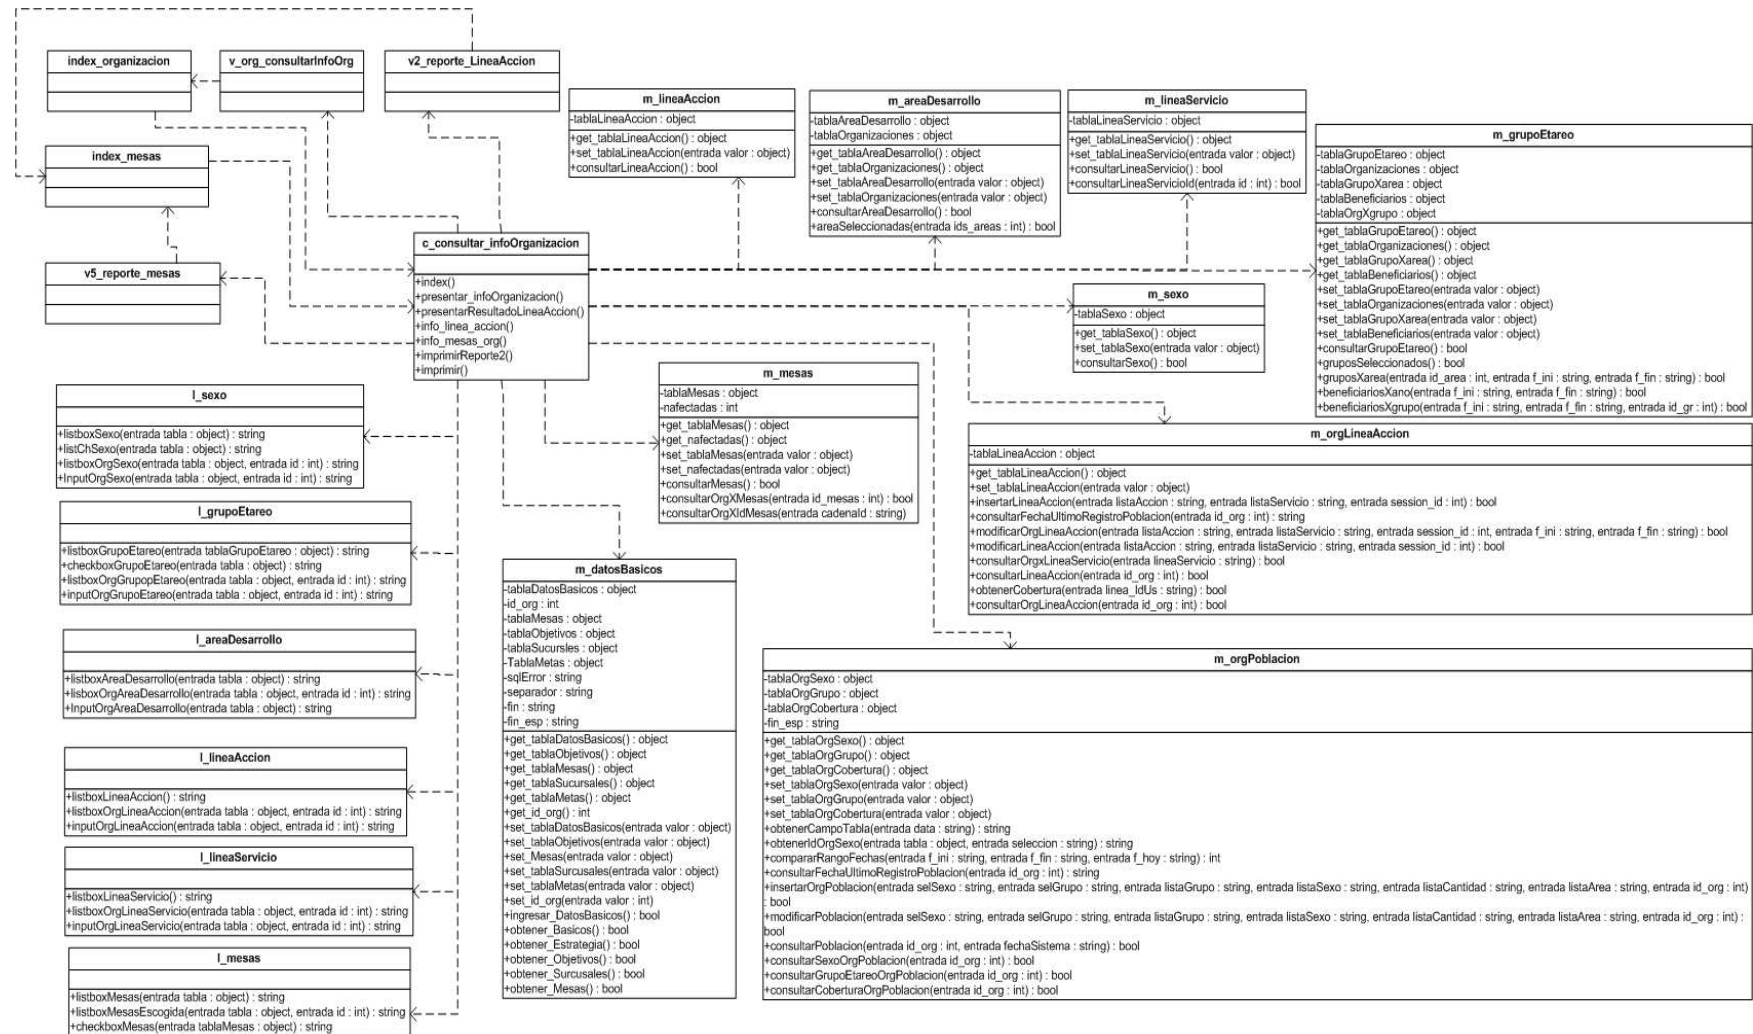 index_organizacion
v_org_consultarInfoOrg
v2_reporte_LineaAccion
index_mesas
v5_reporte_mesas
c_consultar_infoOrganizacion
+index()
+presentar_infoOrganizacion()
+presentarResultadoLineaAccion()
+info_linea_accion()
+info_mesas_org()
+imprimirReporte2()
+imprimir()
m_lineaAccion
-tablaLineaAccion : object
+get_tablaLineaAccion() : object
+set_tablaLineaAccion(entrada valor : object)
+consultarLineaAccion() : bool
m_areaDesarrollo
-tablaAreaDesarrollo : object
-tablaOrganizaciones : object
+get_tablaAreaDesarrollo() : object
+get_tablaOrganizaciones() : object
+set_tablaAreaDesarrollo(entrada valor : object)
+set_tablaOrganizaciones(entrada valor : object)
+consultarAreaDesarrollo() : bool
+areaSeleccionadas(entrada ids_areas : int) : bool
m_lineaServicio
-tablaLineaServicio : object
+get_tablaLineaServicio() : object
+set_tablaLineaServicio(entrada valor : object)
+consultarLineaServicio() : bool
+consultarLineaServicioId(entrada id : int) : bool
m_grupoEtareo
-tablaGrupoEtareo : object
-tablaOrganizaciones : object
-tablaGrupoXarea : object
-tablaBeneficiarios : object
-tablaOrgXgrupo : object
+get_tablaGrupoEtareo() : object
+get_tablaOrganizaciones() : object
+get_tablaGrupoXarea() : object
+get_tablaBeneficiarios() : object
+set_tablaGrupoEtareo(entrada valor : object)
+set_tablaOrganizaciones(entrada valor : object)
+set_tablaGrupoXarea(entrada valor : object)
+set_tablaBeneficiarios(entrada valor : object)
+consultarGrupoEtareo() : bool
+gruposSeleccionados() : bool
+gruposXarea(entrada id_area : int, entrada f_ini : string, entrada f_fin : string) : bool
+beneficiariosXano(entrada f_ini : string, entrada f_fin : string) : bool
+beneficiariosXgrupo(entrada f_ini : string, entrada f_fin : string, entrada id_gr : int) : bool
m_sexo
-tablaSexo : object
+get_tablaSexo() : object
+set_tablaSexo(entrada valor : object)
+consultarSexo() : bool
m_mesas
-tablaMesas : object
-nafectadas : int
+get_tablaMesas() : object
+get_nafectadas() : object
+set_tablaMesas(entrada valor : object)
+set_nafectadas(entrada valor : object)
+consultarMesas() : bool
+consultarOrgXMesas(entrada id_mesas : int) : bool
+consultarOrgXIdMesas(entrada cadenaId : string)
m_orgLineaAccion
-tablaLineaAccion : object
+get_tablaLineaAccion() : object
+set_tablaLineaAccion(entrada valor : object)
+insertarLineaAccion(entrada listaAccion : string, entrada listaServicio : string, entrada session_id : int) : bool
+consultarFechaUltimoRegistroPoblacion(entrada id_org : int) : string
+modificarOrgLineaAccion(entrada listaAccion : string, entrada listaServicio : string, entrada session_id : int, entrada f_ini : string, entrada f_fin : string) : bool
+modificarLineaAccion(entrada listaAccion : string, entrada listaServicio : string, entrada session_id : int) : bool
+consultarOrgxLineaServicio(entrada lineaServicio : string) : bool
+consultarLineaAccion(entrada id_org : int) : bool
+obtenerCobertura(entrada linea_IdUs : string) : bool
+consultarOrgLineaAccion(entrada id_org : int) : bool
l_sexo
+listboxSexo(entrada tabla : object) : string
+listChSexo(entrada tabla : object) : string
+listboxOrgSexo(entrada tabla : object, entrada id : int) : string
+InputOrgSexo(entrada tabla : object, entrada id : int) : string
l_grupoEtareo
+listboxGrupoEtareo(entrada tablaGrupoEtareo : object) : string
+checkboxGrupoEtareo(entrada tabla : object) : string
+listboxOrgGrupopEtareo(entrada tabla : object, entrada id : int) : string
+inputOrgGrupoEtareo(entrada tabla : object, entrada id : int) : string
l_areaDesarrollo
+listboxAreaDesarrollo(entrada tabla : object) : string
+listboxOrgAreaDesarrollo(entrada tabla : object, entrada id : int) : string
+InputOrgAreaDesarrollo(entrada tabla : object) : string
l_lineaAccion
+listboxLineaAccion() : string
+listboxOrgLineaAccion(entrada tabla : object, entrada id : int) : string
+inputOrgLineaAccion(entrada tabla : object, entrada id : int) : string
l_lineaServicio
+listboxLineaServicio() : string
+listboxOrgLineaServicio(entrada tabla : object, entrada id : int) : string
+inputOrgLineaServicio(entrada tabla : object, entrada id : int) : string
l_mesas
+listboxMesas(entrada tabla : object) : string
+listboxMesasEscogida(entrada tabla : object, entrada id : int) : string
+checkboxMesas(entrada tablaMesas : object) : string
m_datosBasicos
-tablaDatosBasicos : object
-id_org : int
-tablaMesas : object
-tablaObjetivos : object
-tablaSucursles : object
-TablaMetas : object
-sqlError : string
-separador : string
-fin : string
-fin_esp : string
+get_tablaDatosBasicos() : object
+get_tablaObjetivos() : object
+get_tablaMesas() : object
+get_tablaSucursales() : object
+get_tablaMetas() : object
+get_id_org() : int
+set_tablaDatosBasicos(entrada valor : object)
+set_tablaObjetivos(entrada valor : object)
+set_Mesas(entrada valor : object)
+set_tablaSurcusales(entrada valor : object)
+set_tablaMetas(entrada valor : object)
+set_id_org(entrada valor : int)
+ingresar_DatosBasicos() : bool
+obtener_Basicos() : bool
+obtener_Estrategia() : bool
+obtener_Objetivos() : bool
+obtener_Surcusales() : bool
+obtener_Mesas() : bool
m_orgPoblacion
-tablaOrgSexo : object
-tablaOrgGrupo : object
-tablaOrgCobertura : object
-fin_esp : string
+get_tablaOrgSexo() : object
+get_tablaOrgGrupo() : object
+get_tablaOrgCobertura() : object
+set_tablaOrgSexo(entrada valor : object)
+set_tablaOrgGrupo(entrada valor : object)
+set_tablaOrgCobertura(entrada valor : object)
+obtenerCampoTabla(entrada data : string) : string
+obtenerIdOrgSexo(entrada tabla : object, entrada seleccion : string) : string
+compararRangoFechas(entrada f_ini : string, entrada f_fin : string, entrada f_hoy : string) : int
+consultarFechaUltimoRegistroPoblacion(entrada id_org : int) : string
+insertarOrgPoblacion(entrada selSexo : string, entrada selGrupo : string, entrada listaGrupo : string, entrada listaSexo : string, entrada listaCantidad : string, entrada listaArea : string, entrada id_org : int)
: bool
+modificarPoblacion(entrada selSexo : string, entrada selGrupo : string, entrada listaGrupo : string, entrada listaSexo : string, entrada listaCantidad : string, entrada listaArea : string, entrada id_org : int) :
bool
+consultarPoblacion(entrada id_org : int, entrada fechaSistema : string) : bool
+consultarSexoOrgPoblacion(entrada id_org : int) : bool
+consultarGrupoEtareoOrgPoblacion(entrada id_org : int) : bool
+consultarCoberturaOrgPoblacion(entrada id_org : int) : bool